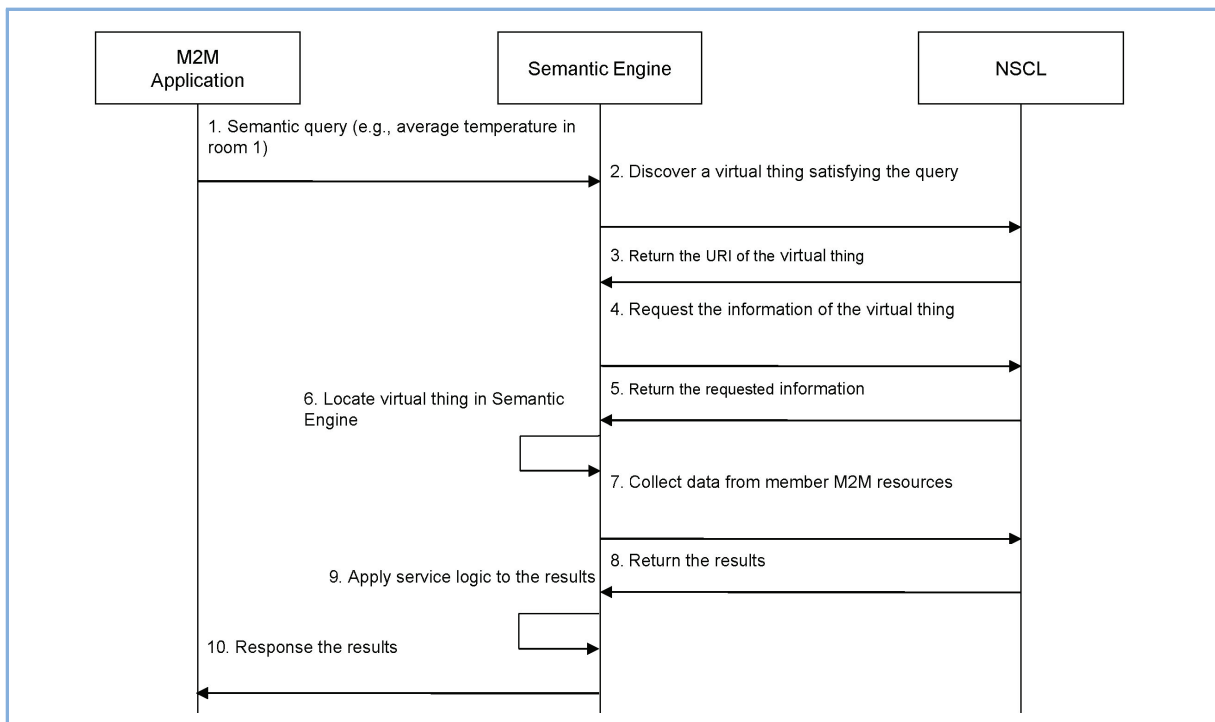 M2M
Application
Semantic Engine
NSCL
1. Semantic query (e.g., average temperature in
room 1)
2. Discover a virtual thing satisfying the query
3. Return the URI of the virtual thing
4. Request the information of the virtual thing
5. Return the requested information
6. Locate virtual thing in Semantic
Engine
7. Collect data from member M2M resources
8. Return the results
9. Apply service logic to the results
10. Response the results